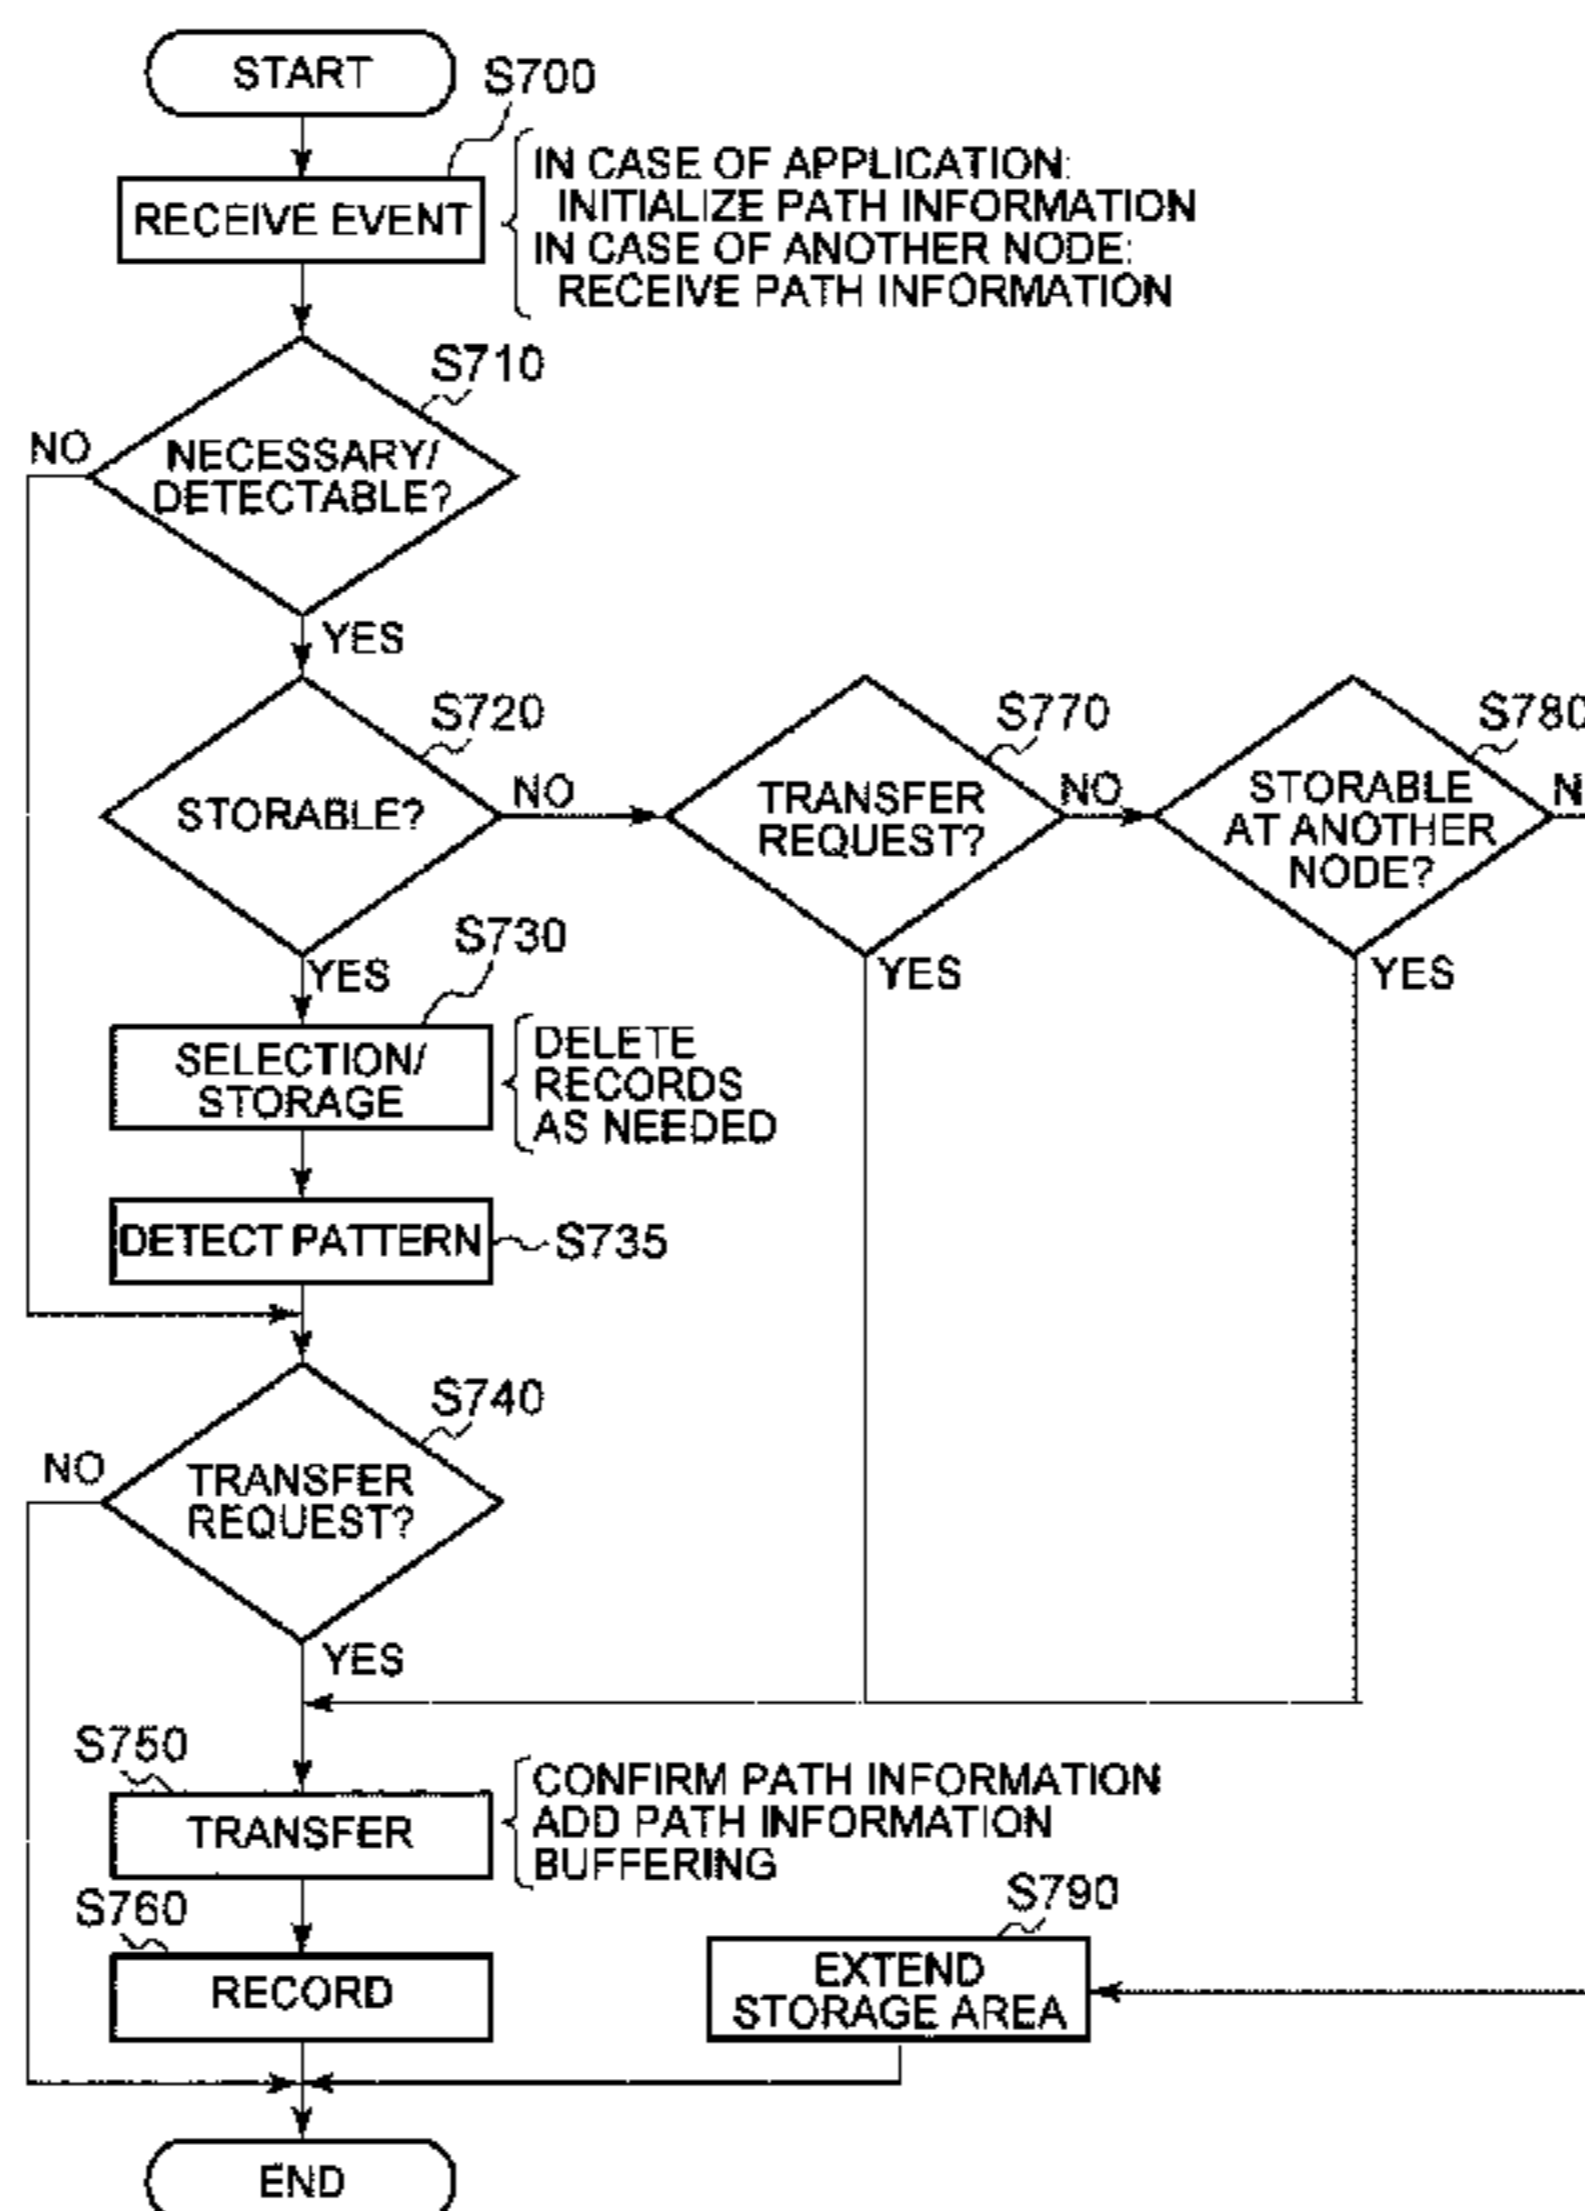 START
S700
IN CASE OF APPLICATION:
INITIALIZE PATH INFORMATION
IN CASE OF ANOTHER NODE:
RECEIVE PATH INFORMATION
RECEIVE EVENT
S710
NO
NECESSARY/
DETECTABLE?
YES
S720
S770
S780
STORABLE?
NO
TRANSFER
REQUEST?
NO
STORABLE
AT ANOTHER
NODE?
N
YES
YES
YES
S730
SELECTION/
STORAGE
DELETE
RECORDS
AS NEEDED
DETECT PATTERN
S735
S740
NO
TRANSFER
REQUEST?
YES
S750
TRANSFER
CONFIRM PATH INFORMATION
ADD PATH INFORMATION
BUFFERING
S760
RECORD
S790
EXTEND
STORAGE AREA
END